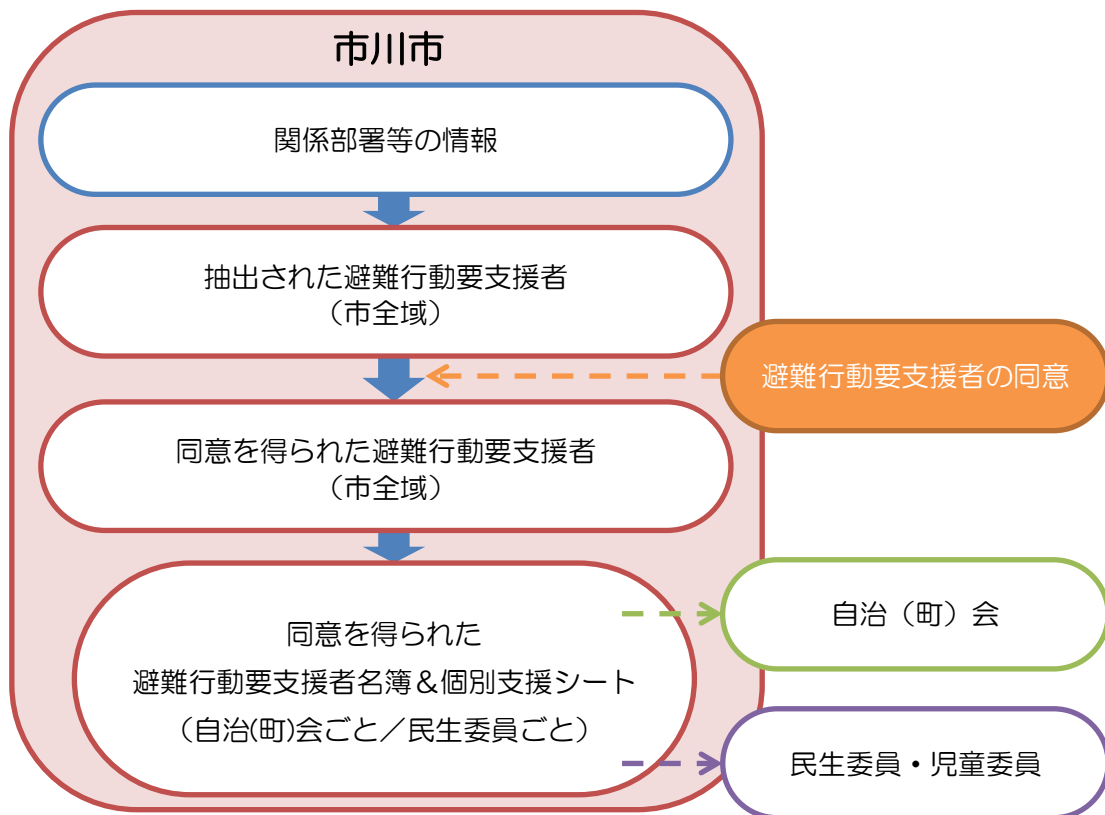 市川市
関係部署等の情報
抽出された避難行動要支援者
（市全域）
避難行動要支援者の同意
同意を得られた避難行動要支援者
（市全域）
同意を得られた
避難行動要支援者名簿＆個別支援シート
（自治(町)会ごと／民生委員ごと）
自治（町）会
民生委員・児童委員